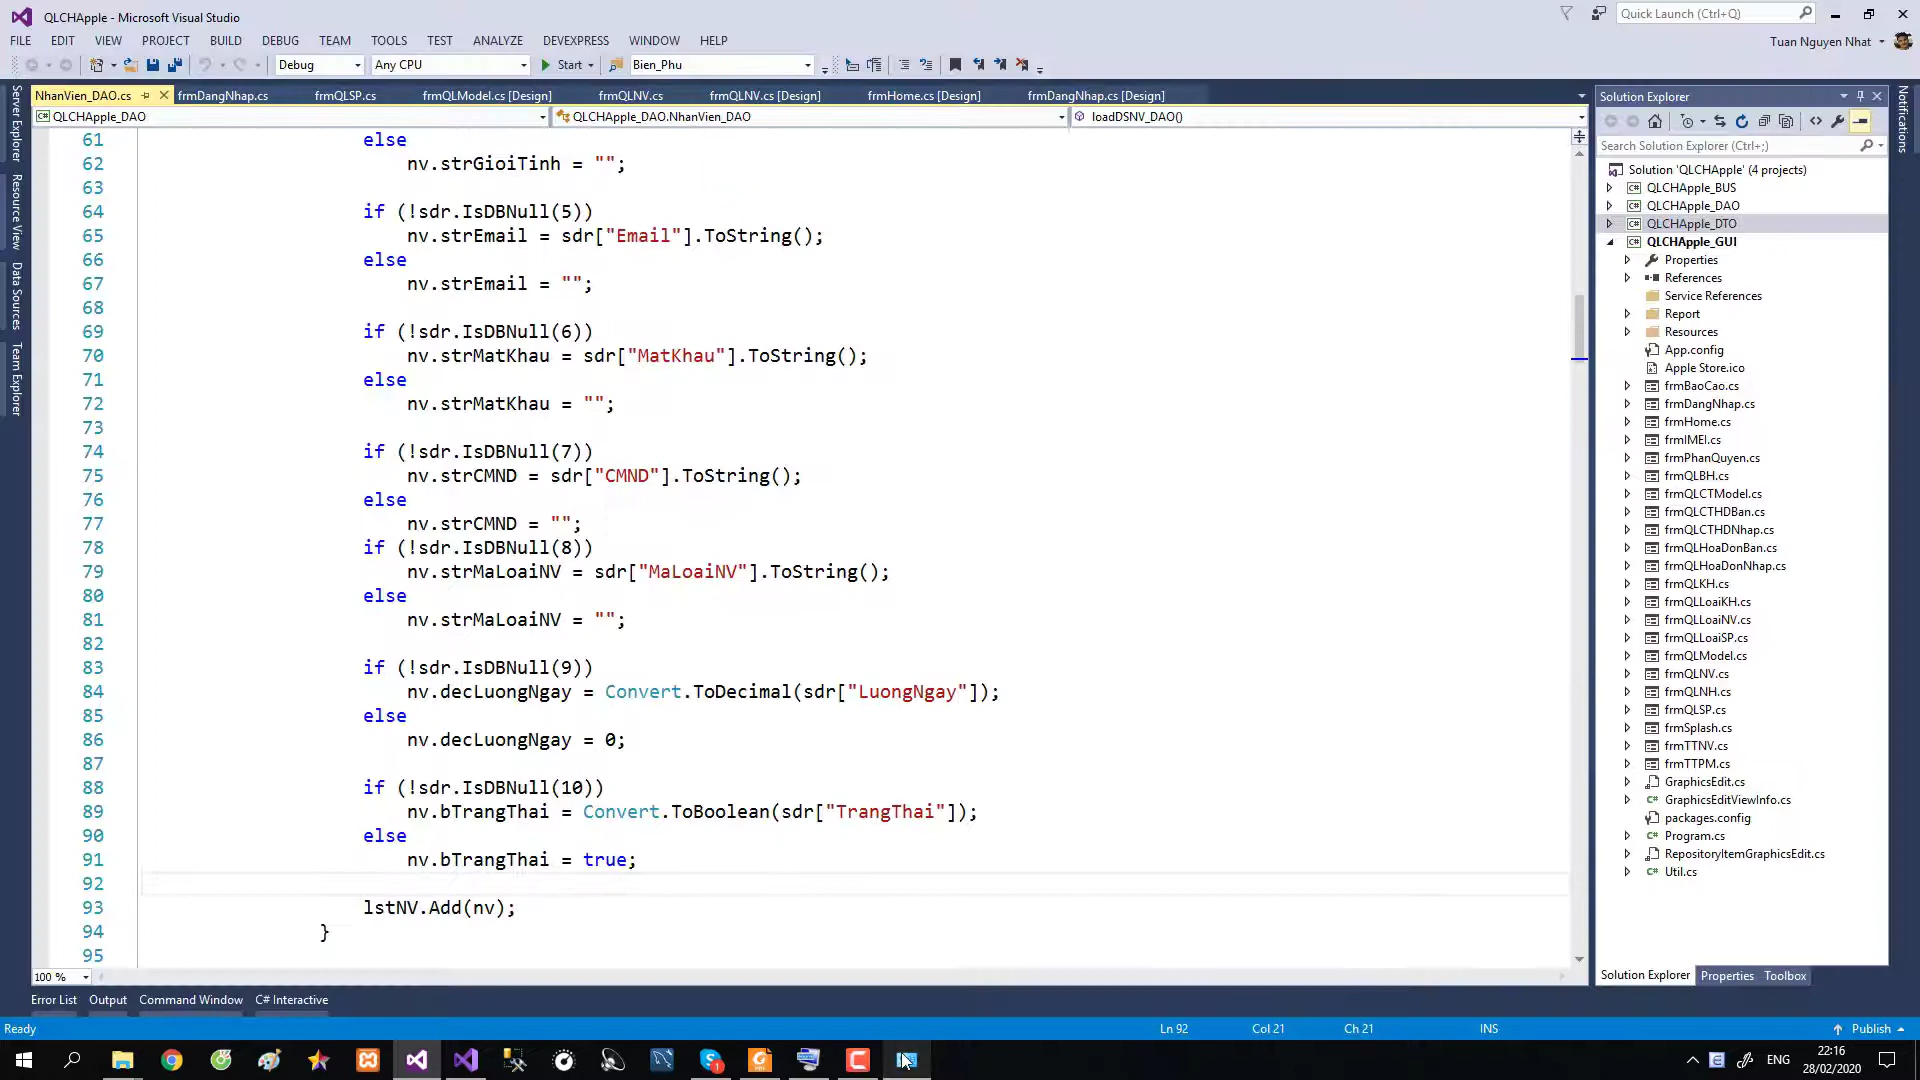 QLCHApple - Microsoft Visual Studio
Quick Launch (Ctrl+Q)
FILE EDIT VIEW PROJECT BUILD DEBUG TEAM TOOLS TEST ANALYZE DEVEXPRESS WINDOW HELP
Tuan Nguyen Nhat
Debug Any CPU Start Bien_Phu
NhanVien_DAO.cs frmDangNhap.cs frmQLSP.cs frmQLModel.cs [Design] frmQLNV.cs frmQLNV.cs [Design] frmHome.cs [Design] frmDangNhap.cs [Design]
QLCHApple_DAO QLCHApple_DAO.NhanVien_DAO loadDSNV_DAO()
Server Explorer
Resource View
Data Sources
Team Explorer
61 else
62 nv.strGioiTinh = "";
63
64 if (!sdr.IsDBNull(5))
65 nv.strEmail = sdr["Email"].ToString();
66 else
67 nv.strEmail = "";
68
69 if (!sdr.IsDBNull(6))
70 nv.strMatKhau = sdr["MatKhau"].ToString();
71 else
72 nv.strMatKhau = "";
73
74 if (!sdr.IsDBNull(7))
75 nv.strCMND = sdr["CMND"].ToString();
76 else
77 nv.strCMND = "";
78 if (!sdr.IsDBNull(8))
79 nv.strMaLoaiNV = sdr["MaLoaiNV"].ToString();
80 else
81 nv.strMaLoaiNV = "";
82
83 if (!sdr.IsDBNull(9))
84 nv.decLuongNgay = Convert.ToDecimal(sdr["LuongNgay"]);
85 else
86 nv.decLuongNgay = 0;
87
88 if (!sdr.IsDBNull(10))
89 nv.bTrangThai = Convert.ToBoolean(sdr["TrangThai"]);
90 else
91 nv.bTrangThai = true;
92
93 lstNV.Add(nv);
94 }
95
100 %
Solution Explorer
Search Solution Explorer (Ctrl+;)
Solution 'QLCHApple' (4 projects)
QLCHApple_BUS
QLCHApple_DAO
QLCHApple_DTO
QLCHApple_GUI
Properties
References
Service References
Report
Resources
App.config
Apple Store.ico
frmBaoCao.cs
frmDangNhap.cs
frmHome.cs
frmIMEI.cs
frmPhanQuyen.cs
frmQLBH.cs
frmQLCTModel.cs
frmQLCTHDBan.cs
frmQLCTHDNhap.cs
frmQLHoaDonBan.cs
frmQLHoaDonNhap.cs
frmQLKH.cs
frmQLLoaiKH.cs
frmQLLoaiNV.cs
frmQLLoaiSP.cs
frmQLModel.cs
frmQLNV.cs
frmQLNH.cs
frmQLSP.cs
frmSplash.cs
frmTTNV.cs
frmTTPM.cs
GraphicsEdit.cs
GraphicsEditViewInfo.cs
packages.config
Program.cs
RepositoryItemGraphicsEdit.cs
Util.cs
Solution Explorer Properties Toolbox
Notifications
Error List Output Command Window C# Interactive
Ready Ln 92 Col 21 Ch 21 INS Publish
ENG 22:16
28/02/2020